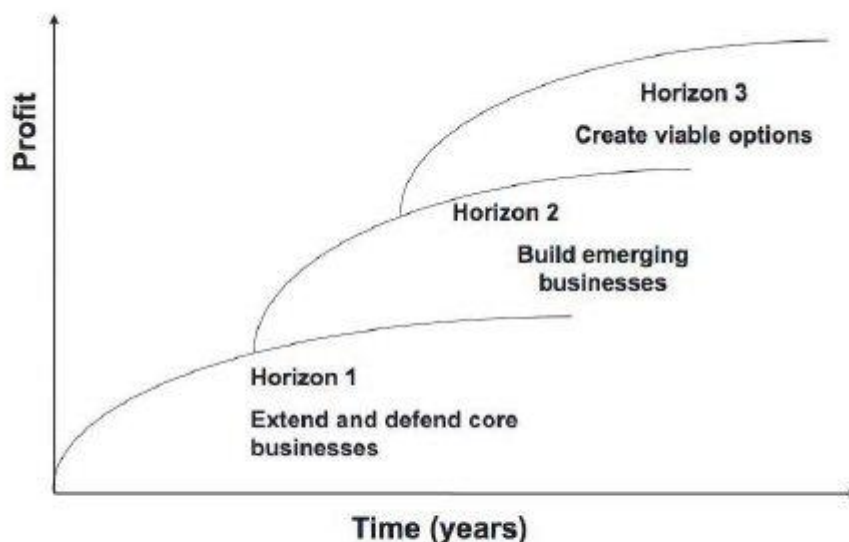 Profit
Horizon 3
Create viable options
Horizon 2
Build emerging
businesses
Horizon 1
Extend and defend core
businesses
Time (years)